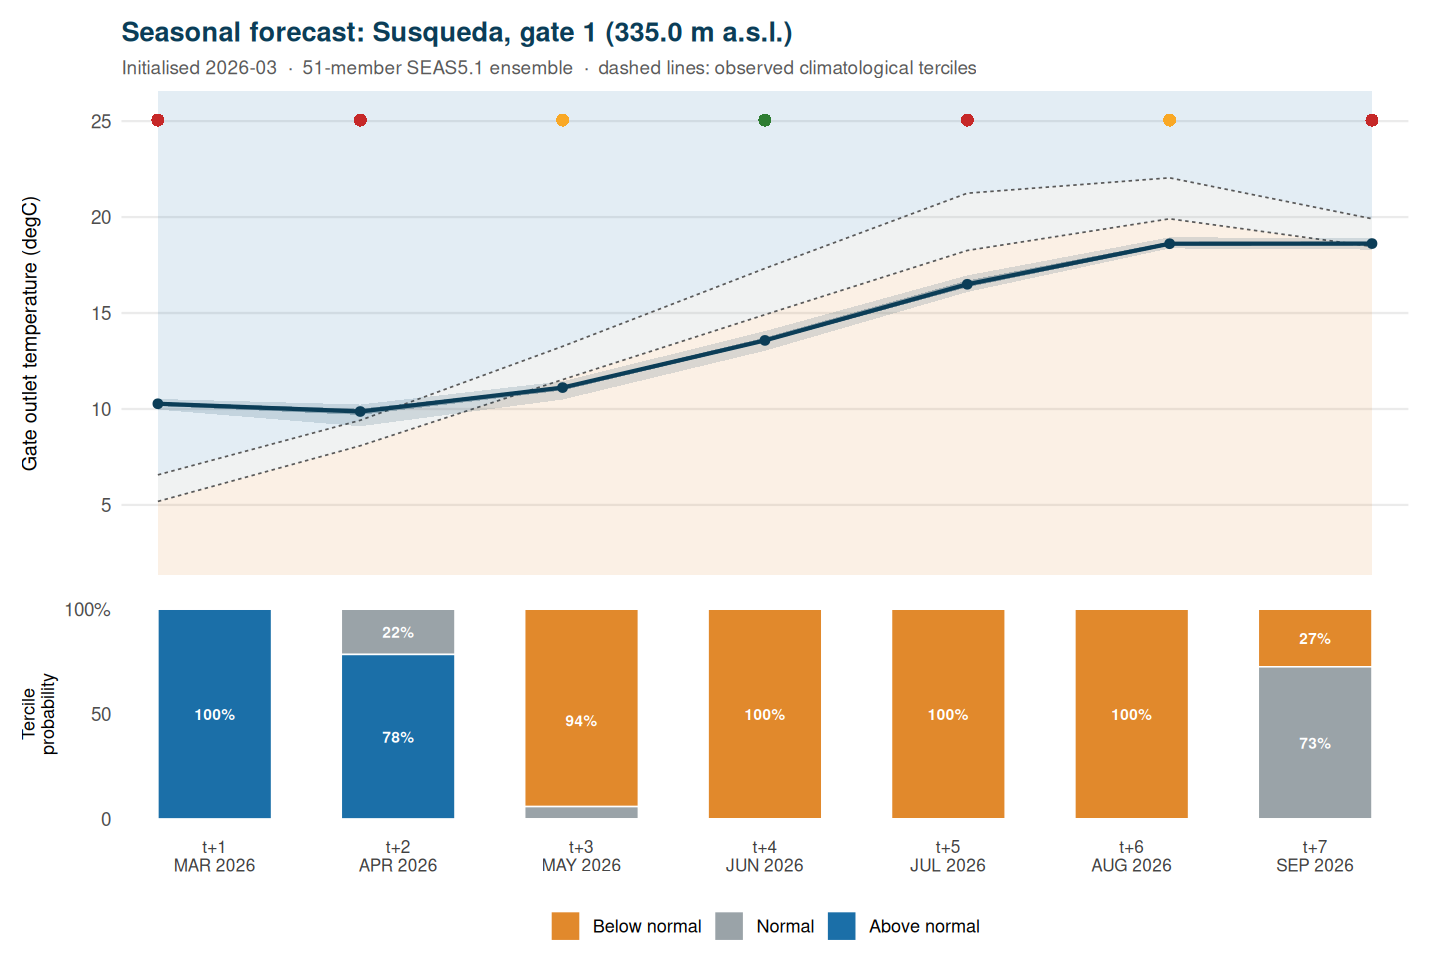 Seasonal forecast: Susqueda, gate 1 (335.0 m a.s.l.)
Initialised 2026-03 · 51-member SEAS5.1 ensemble · dashed lines: observed climatological terciles
Gate outlet temperature (degC)
25
20
15
10
5
Tercile
probability
100%
50
0
100%
22%
78%
94%
100%
100%
100%
27%
73%
t+1
MAR 2026
t+2
APR 2026
t+3
MAY 2026
t+4
JUN 2026
t+5
JUL 2026
t+6
AUG 2026
t+7
SEP 2026
Below normal
Normal
Above normal